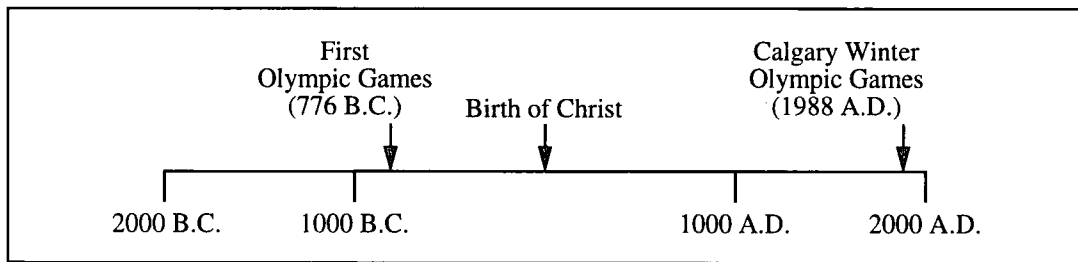 First
Olympic Games
(776 B.C.)
Birth of Christ
Calgary Winter
Olympic Games
(1988 A.D.)
2000 B.C.
1000 B.C.
1000 A.D.
2000 A.D.